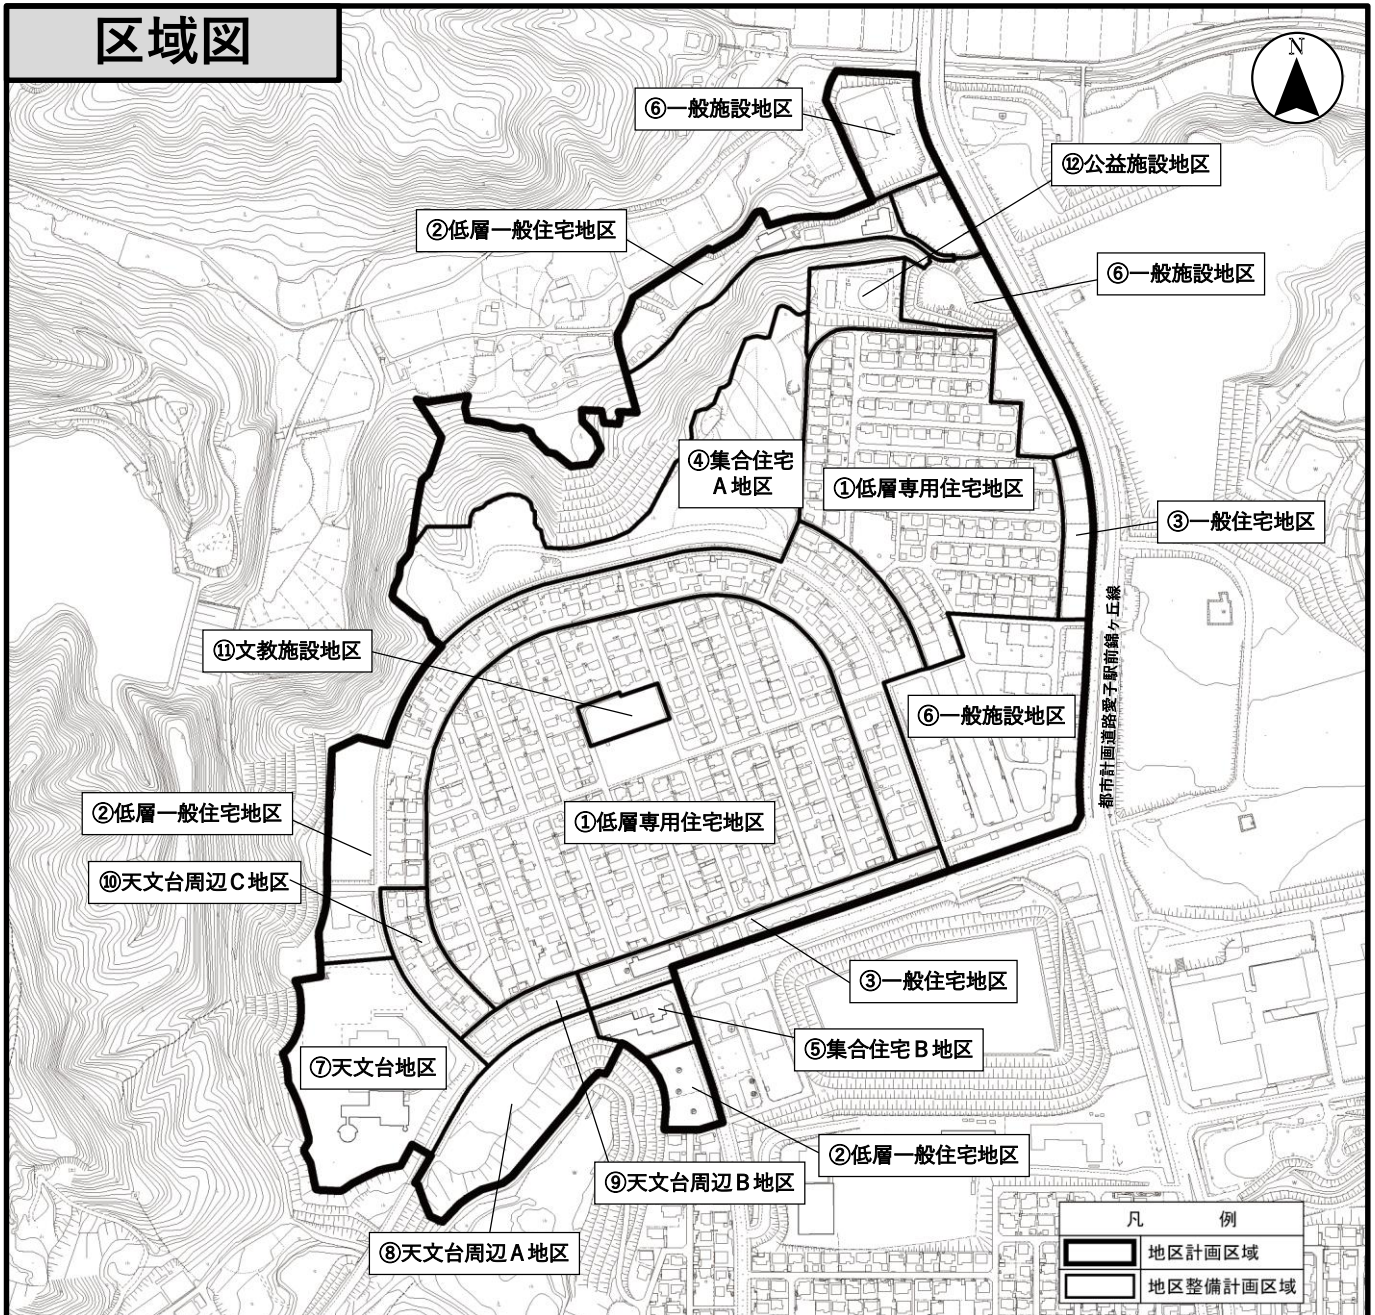 区域図
N
⑥一般施設地区
⑫公益施設地区
②低層一般住宅地区
⑥一般施設地区
④集合住宅
A地区
①低層専用住宅地区
③一般住宅地区
都市計画道路愛子駅前錦ヶ丘線
⑪文教施設地区
⑥一般施設地区
②低層一般住宅地区
①低層専用住宅地区
⑩天文台周辺C地区
③一般住宅地区
⑤集合住宅B地区
⑦天文台地区
②低層一般住宅地区
⑨天文台周辺B地区
⑧天文台周辺A地区
凡 例
地区計画区域
地区整備計画区域